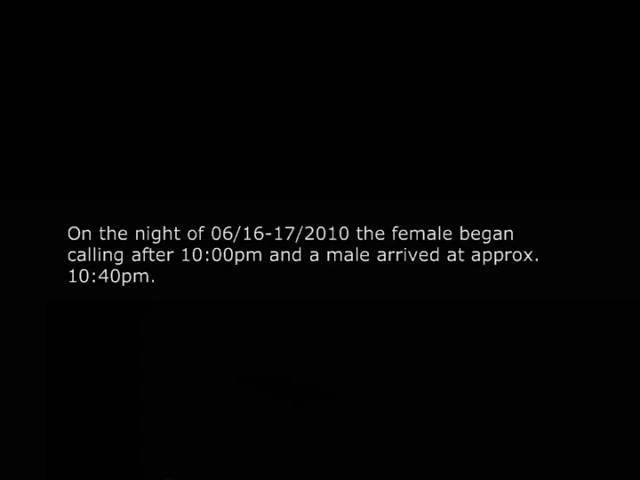 On the night of 06/16-17/2010 the female began
calling after 10:00pm and a male arrived at approx.
10:40pm.